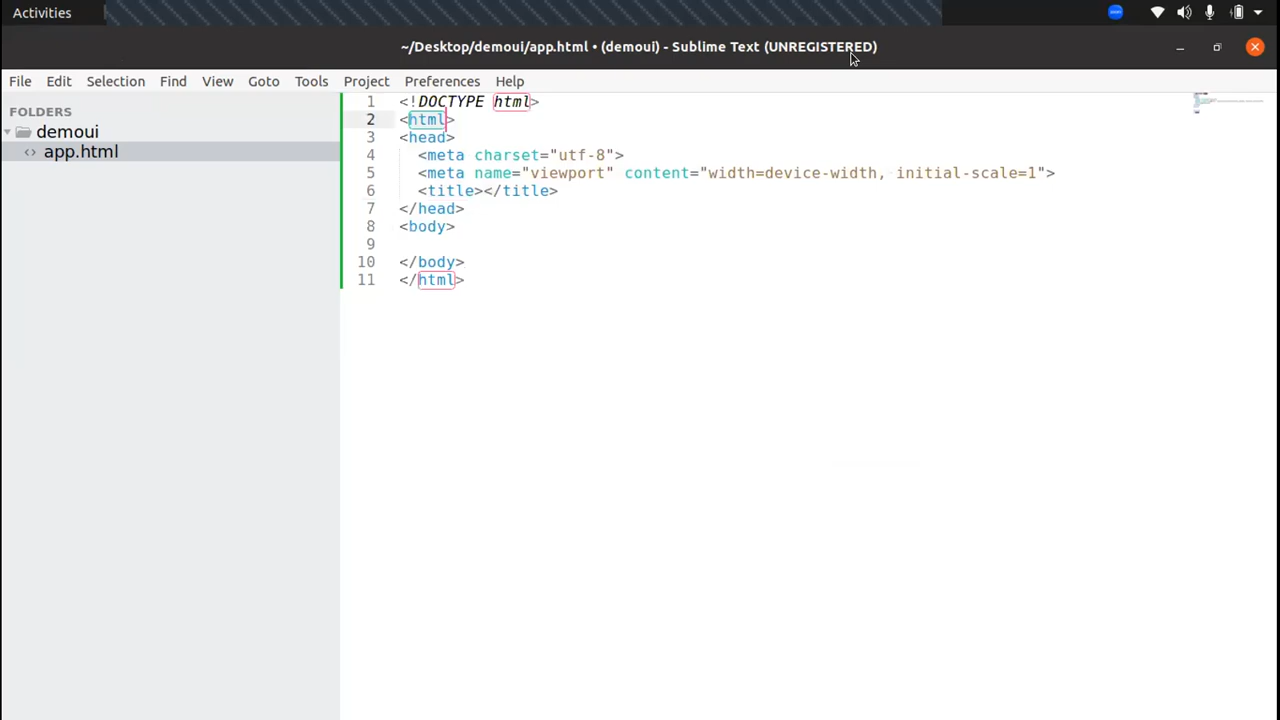 Activities
~/Desktop/demoui/app.html • (demoui) - Sublime Text (UNREGISTERED)
File Edit Selection Find View Goto Tools Project Preferences Help
FOLDERS
demoui
<> app.html
1 <!DOCTYPE html>
2 <html>
3 <head>
4 <meta charset="utf-8">
5 <meta name="viewport" content="width=device-width, initial-scale=1">
6 <title></title>
7 </head>
8 <body>
9
10 </body>
11 </html>